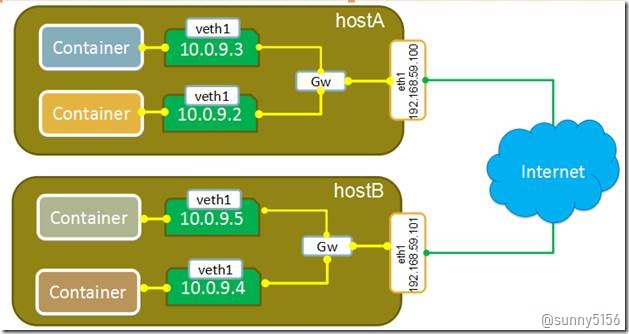 hostA
veth1
Container
10.0.9.3
Gw
eth1
192.168.59.100
veth1
Container
10.0.9.2
Internet
hostB
veth1
Container
10.0.9.5
Gw
eth1
192.168.59.101
veth1
Container
10.0.9.4
@sunny5156